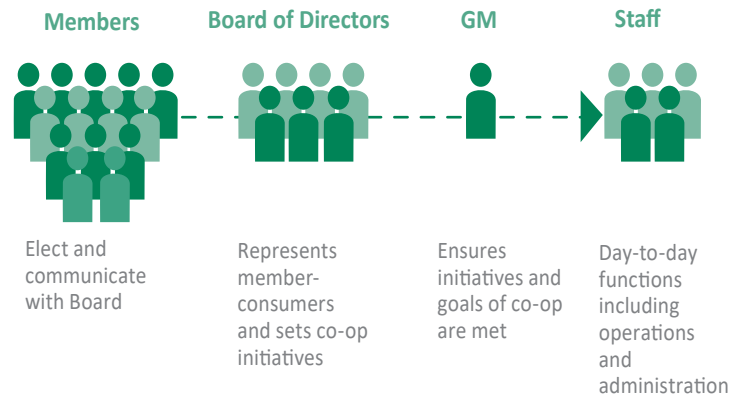 Members
Board of Directors
GM
Staff
Elect and
communicate
with Board
Represents
member-
consumers
and sets co-op
initiatives
Ensures
initiatives and
goals of co-op
are met
Day-to-day
functions
including
operations
and
administration